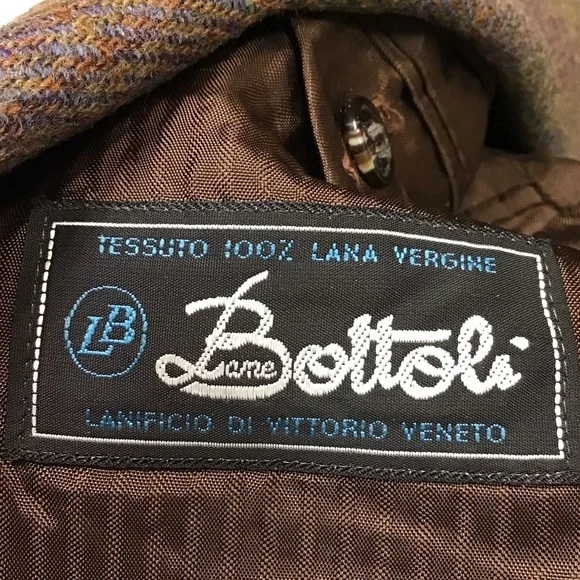 TESSUTO 100% LANA VERGINE
LB
Lane Bottoli
LANIFICIO DI VITTORIO VENETO